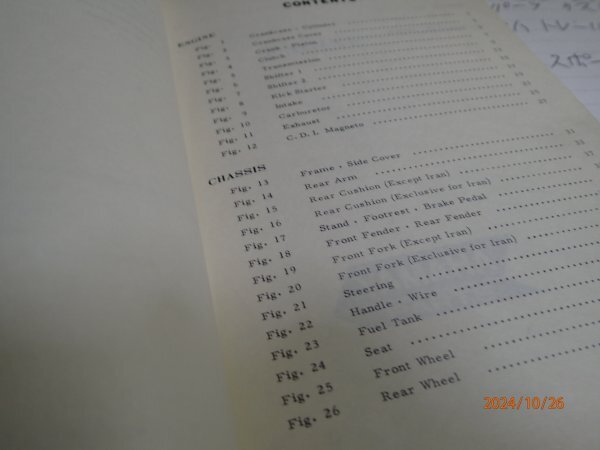 CONTENTS
ENGINE
Fig. 1 Crankcase · Cylinder
Fig. 2 Crankcase Cover
Fig. 3 Crank · Piston
Fig. 4 Clutch
Fig. 5 Transmission
Fig. 6 Shifter 1
Fig. 7 Shifter 2
Fig. 8 Kick Starter
Fig. 9 Intake
Fig. 10 Carburetor
Fig. 11 Exhaust
Fig. 12 C. D. I. Magneto
CHASSIS
Fig. 13 Frame · Side Cover
Fig. 14 Rear Arm
Fig. 15 Rear Cushion (Except Iran)
Fig. 16 Rear Cushion (Exclusive for Iran)
Fig. 17 Stand · Footrest · Brake Pedal
Fig. 18 Front Fender · Rear Fender
Fig. 19 Front Fork (Except Iran)
Fig. 20 Front Fork (Exclusive for Iran)
Fig. 21 Steering
Fig. 22 Handle · Wire
Fig. 23 Fuel Tank
Fig. 24 Seat
Fig. 25 Front Wheel
Fig. 26 Rear Wheel
2024/10/26